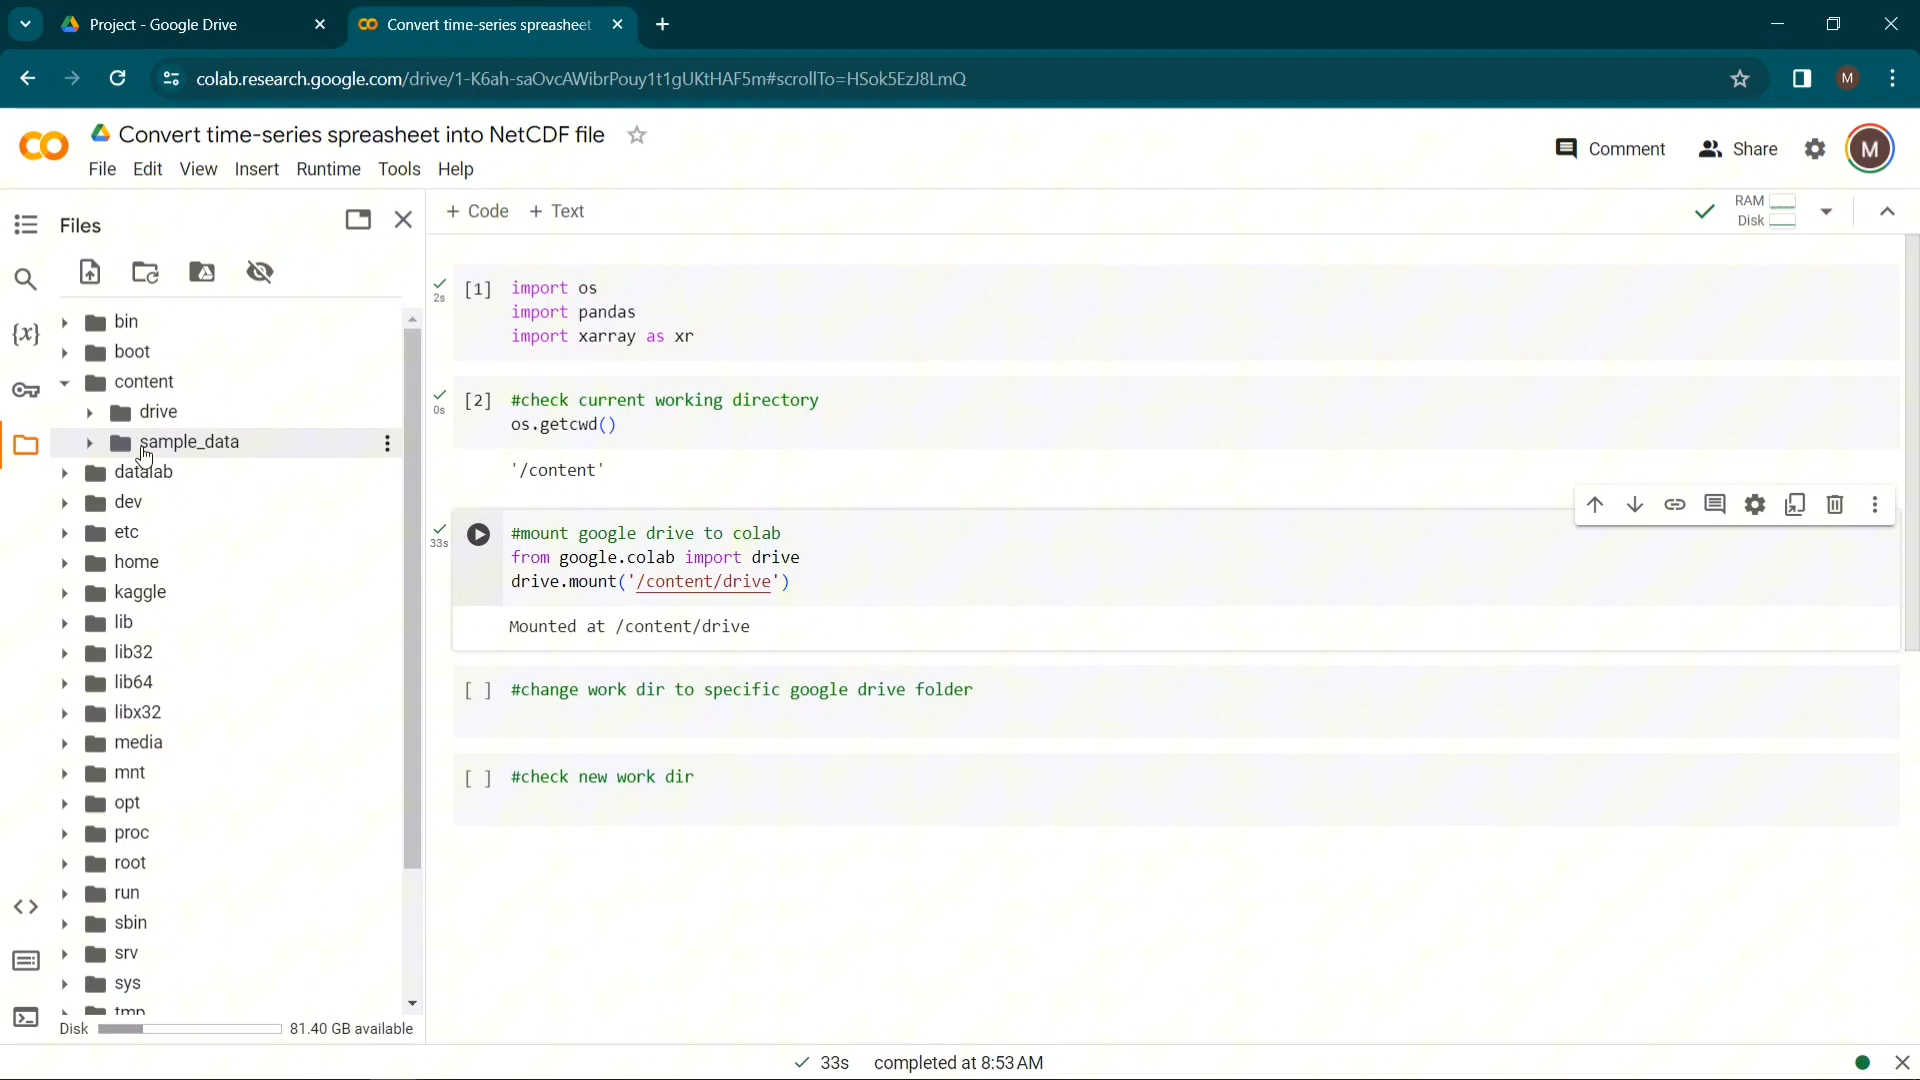 Project - Google Drive
Convert time-series spreasheet
colab.research.google.com/drive/1-K6ah-saOvcAWibrPouy1t1gUKtHAF5m#scrollTo=HSok5EzJ8LmQ
M
Convert time-series spreasheet into NetCDF file
Comment
Share
M
File Edit View Insert Runtime Tools Help
Files
+ Code + Text
RAM
Disk
{x}
bin
boot
content
drive
sample_data
datalab
dev
etc
home
kaggle
lib
lib32
lib64
libx32
media
mnt
opt
proc
root
run
sbin
srv
sys
tmp
Disk 81.40 GB available
2s
[1] import os
import pandas
import xarray as xr
0s
[2] #check current working directory
os.getcwd()
'/content'
33s
#mount google drive to colab
from google.colab import drive
drive.mount('/content/drive')
Mounted at /content/drive
[ ] #change work dir to specific google drive folder
[ ] #check new work dir
33s completed at 8:53 AM